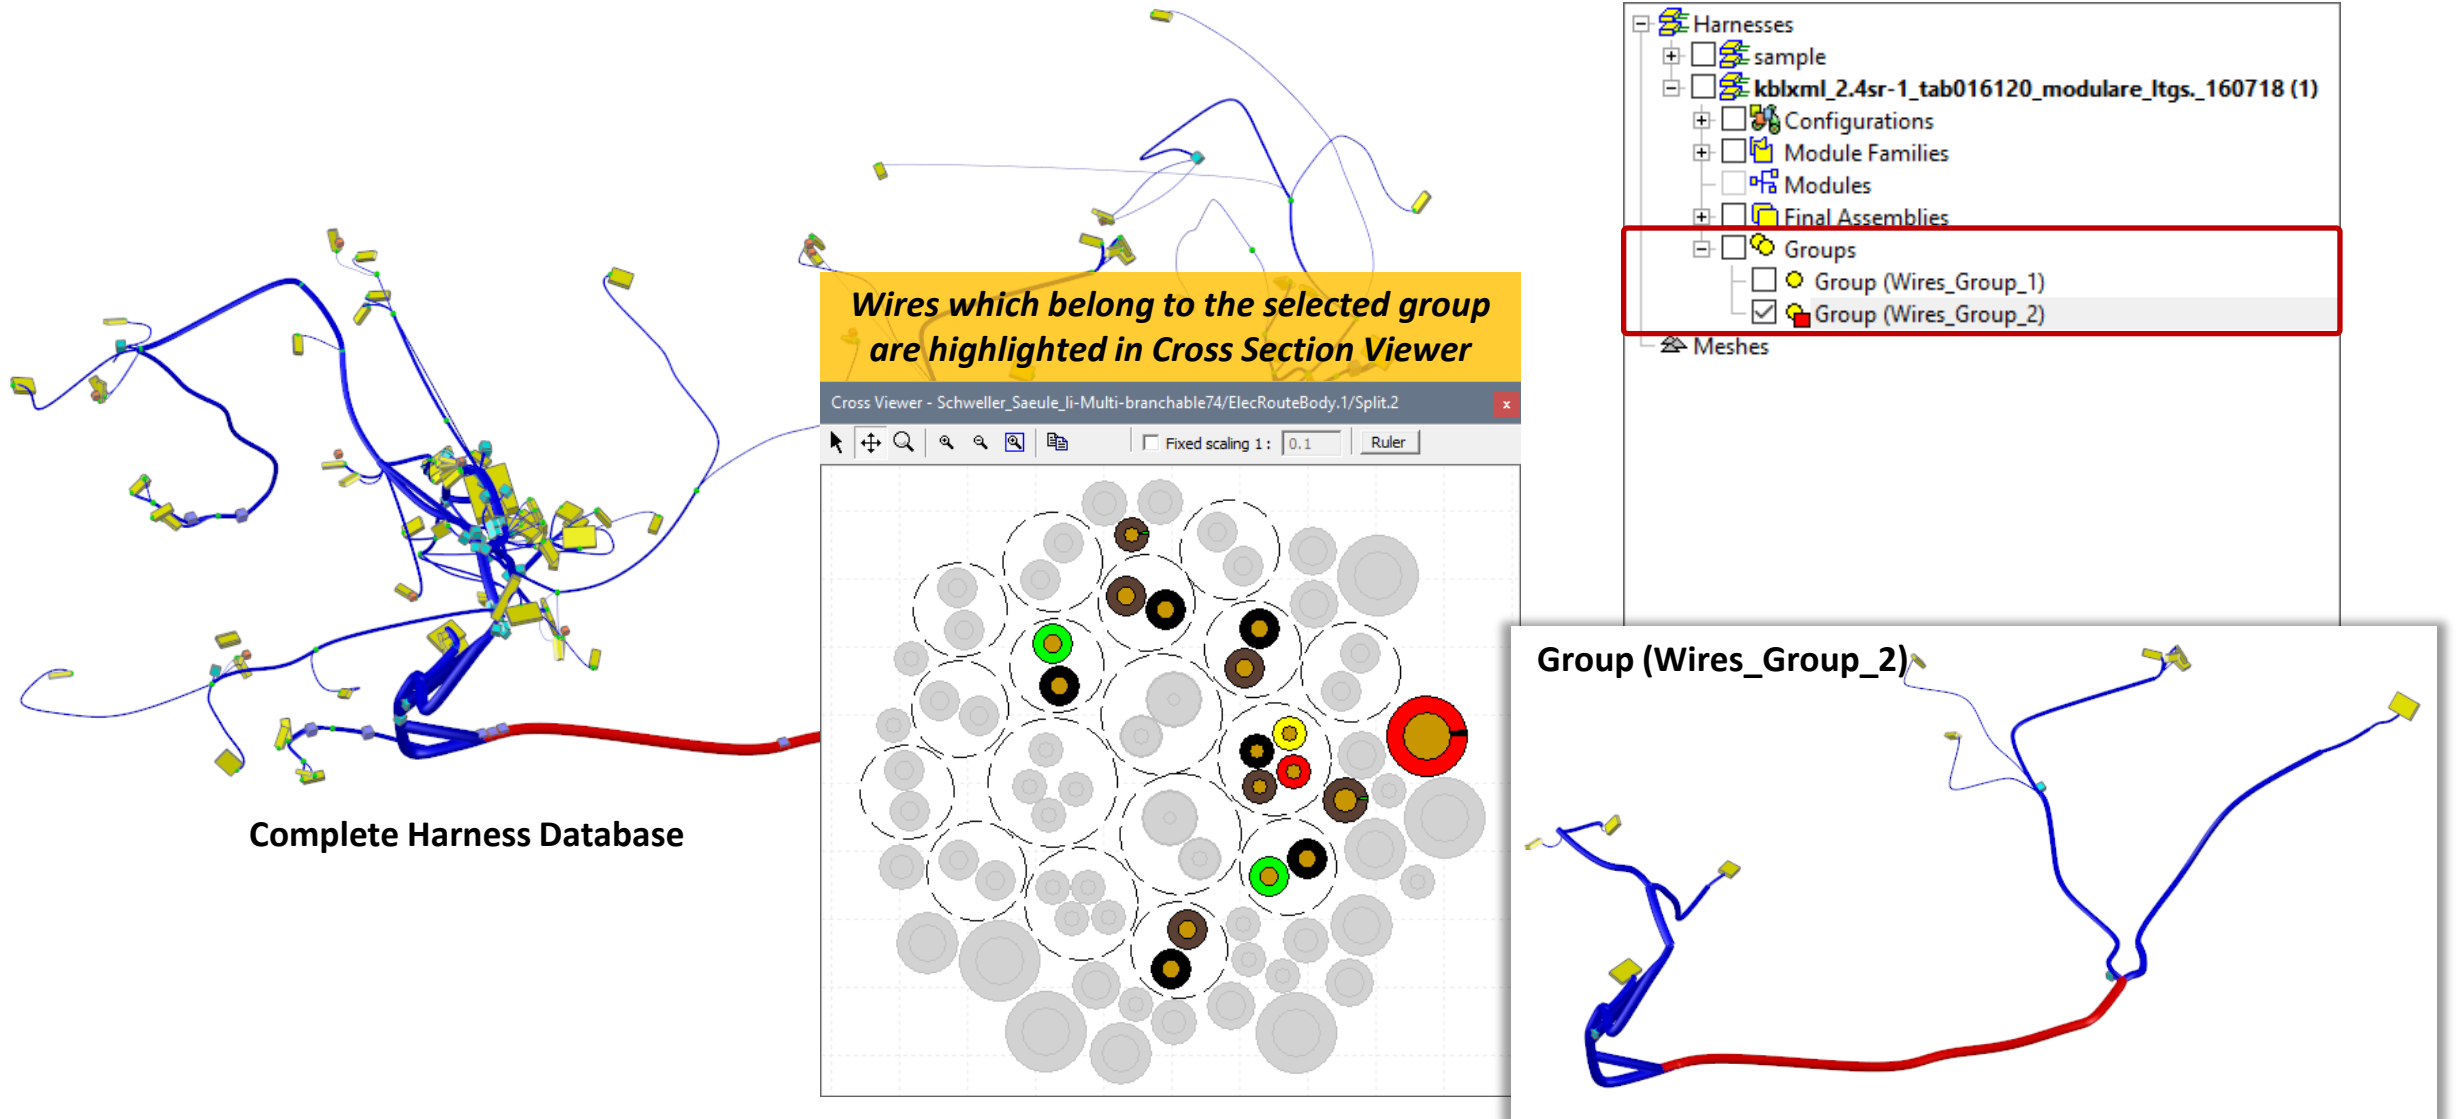 Harnesses
sample
kblxml_2.4sr-1_tab016120_modulare_ltgs._160718 (1)
Configurations
Module Families
Modules
Final Assemblies
Groups
Group (Wires_Group_1)
Group (Wires_Group_2)
Meshes
Wires which belong to the selected group
are highlighted in Cross Section Viewer
Cross Viewer - Schweller_Saeule_li-Multi-branchable74/ElecRouteBody.1/Split.2
x
Fixed scaling 1 : 0.1 Ruler
Group (Wires_Group_2)
Complete Harness Database